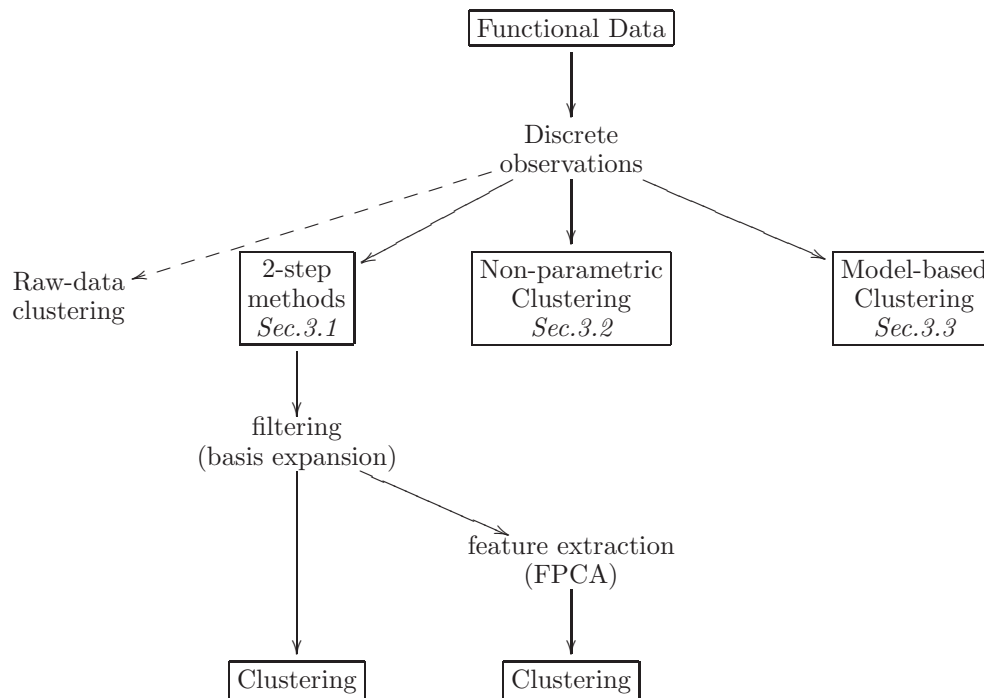 Functional Data
Discrete
observations
Raw-data
clustering
2-step
methods
Sec.3.1
Non-parametric
Clustering
Sec.3.2
Model-based
Clustering
Sec.3.3
filtering
(basis expansion)
feature extraction
(FPCA)
Clustering
Clustering